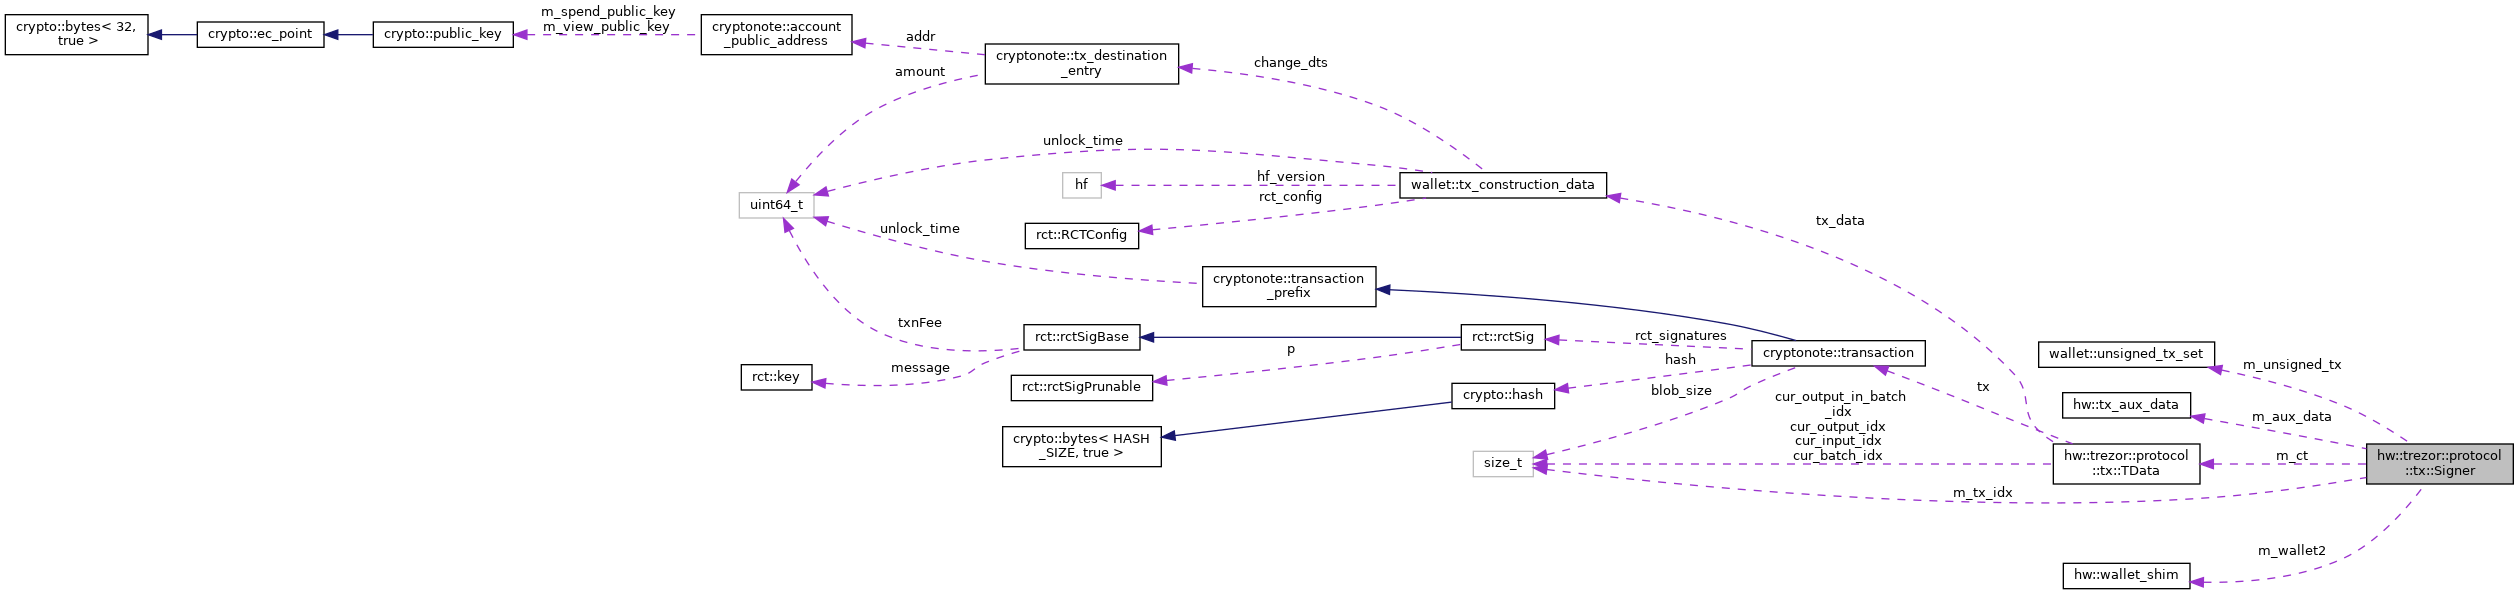 crypto::bytes< 32,
true >
crypto::ec_point
crypto::public_key
m_spend_public_key
m_view_public_key
cryptonote::account
_public_address
addr
amount
cryptonote::tx_destination
_entry
change_dts
unlock_time
hf
hf_version
rct_config
wallet::tx_construction_data
uint64_t
rct::RCTConfig
tx_data
unlock_time
cryptonote::transaction
_prefix
txnFee
rct::rctSigBase
rct::rctSig
rct_signatures
cryptonote::transaction
p
hash
message
rct::key
rct::rctSigPrunable
crypto::hash
blob_size
tx
wallet::unsigned_tx_set
m_unsigned_tx
hw::tx_aux_data
m_aux_data
cur_output_in_batch
_idx
cur_output_idx
cur_input_idx
cur_batch_idx
crypto::bytes< HASH
_SIZE, true >
size_t
hw::trezor::protocol
::tx::TData
m_ct
hw::trezor::protocol
::tx::Signer
m_tx_idx
m_wallet2
hw::wallet_shim